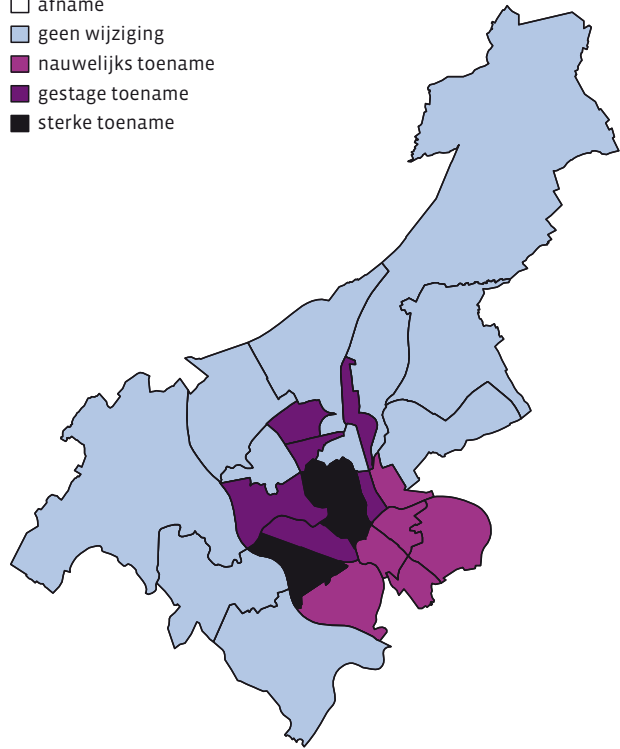 afname
geen wijziging
nauwelijks toename
gestage toename
sterke toename